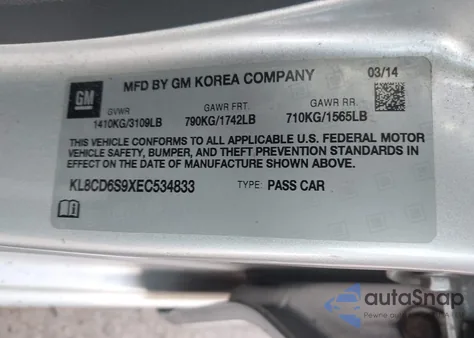 MFD BY GM KOREA COMPANY
03/14
GM
GVWR
1410KG/3109LB
GAWR FRT.
790KG/1742LB
GAWR RR.
710KG/1565LB
THIS VEHICLE CONFORMS TO ALL APPLICABLE U.S. FEDERAL MOTOR
VEHICLE SAFETY, BUMPER, AND THEFT PREVENTION STANDARDS IN
EFFECT ON THE DATE OF MANUFACTURE SHOWN ABOVE.
KL8CD6S9XEC534833
TYPE: PASS CAR
autoSnap